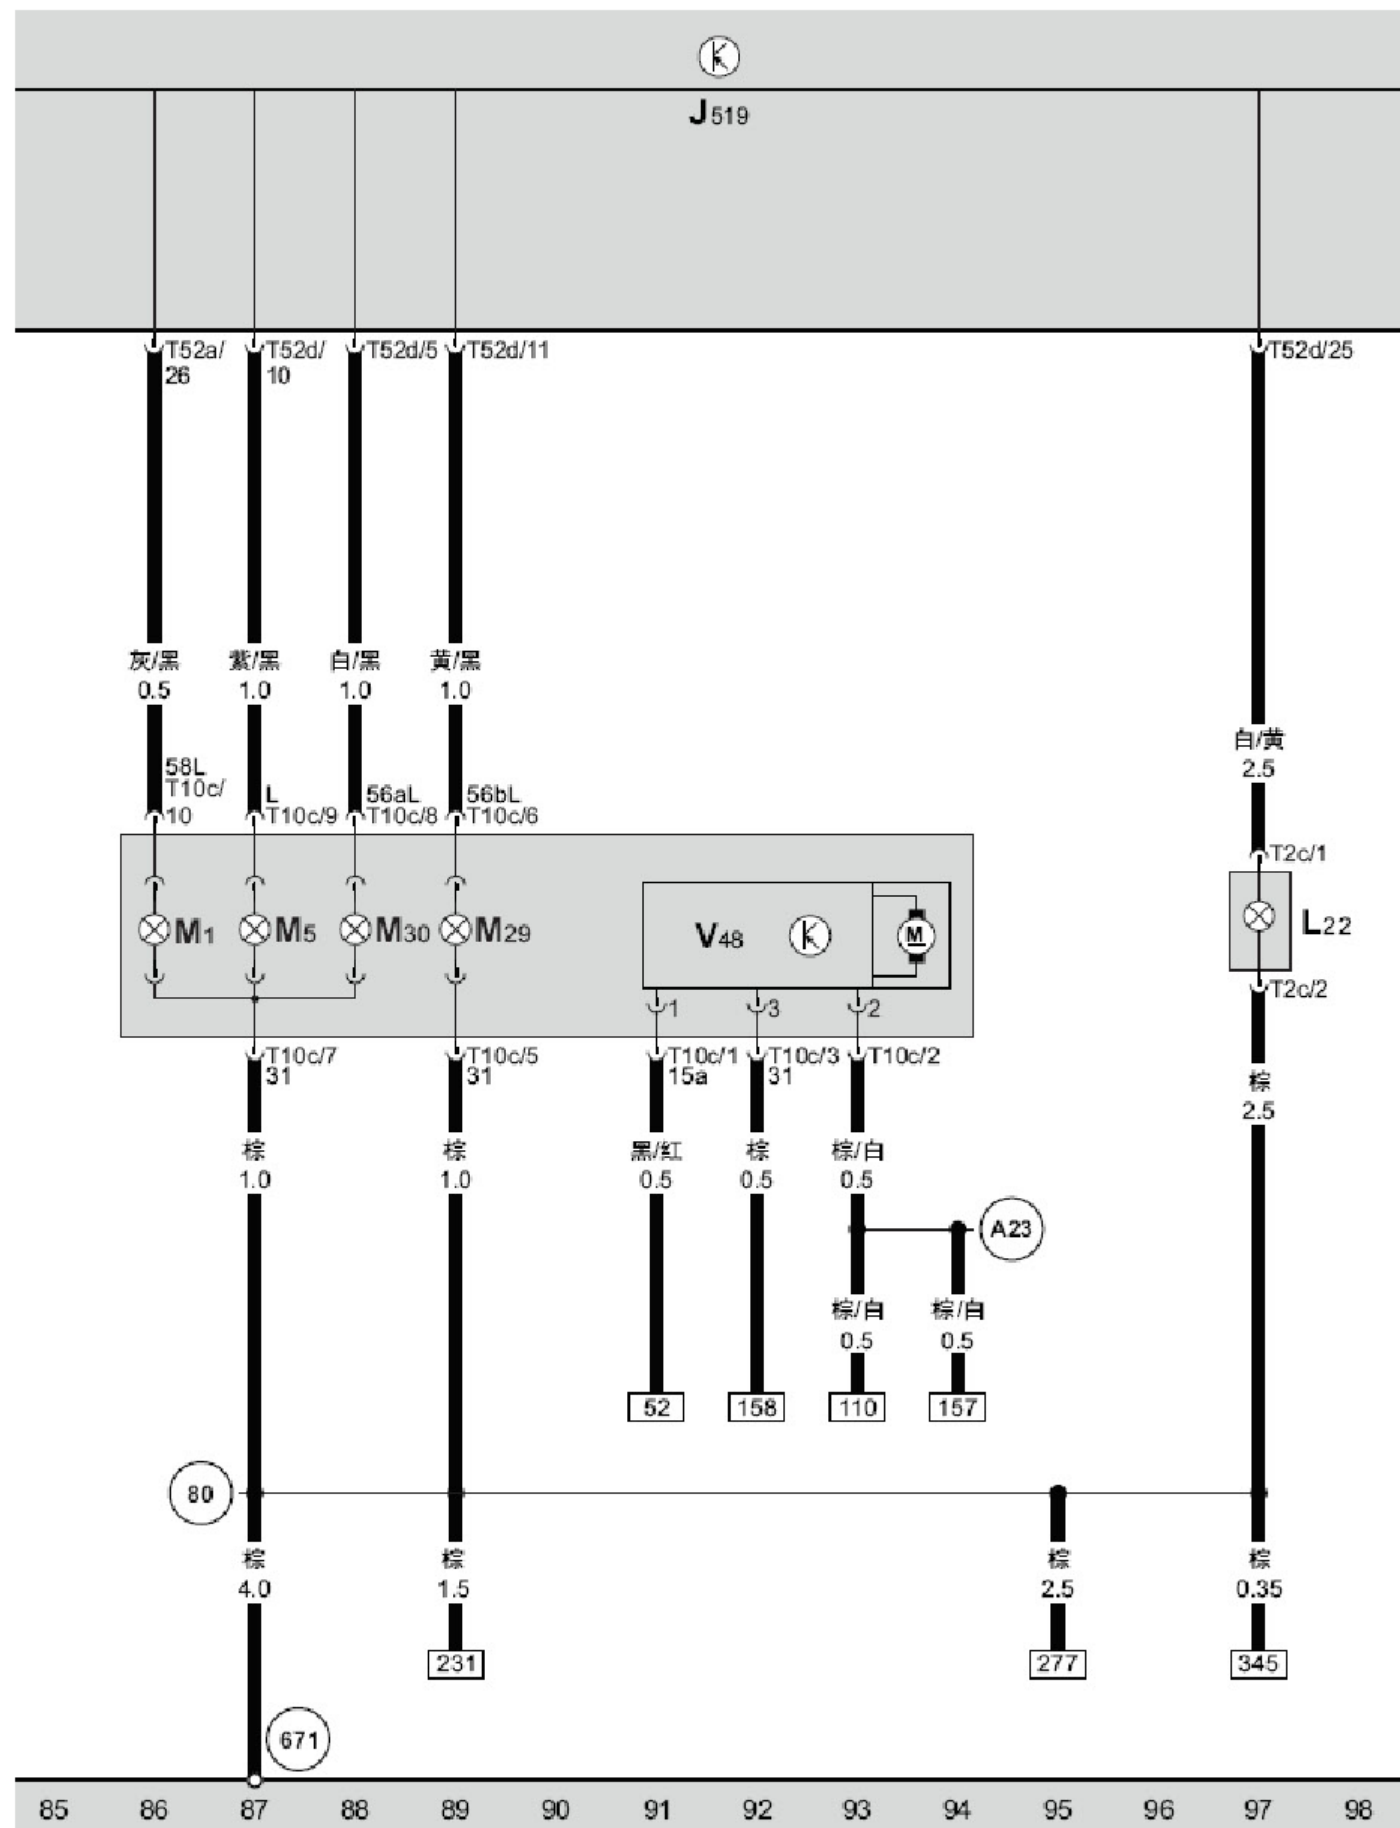 J519
T52a/ T52d/ T52d/5 T52d/11 T52d/25
26 10
灰/黑 紫/黑 白/黑 黄/黑
0.5 1.0 1.0 1.0
白/黄
2.5
58L
T10c/ L 56aL 56bL
10 T10c/9 T10c/8 T10c/6
T2c/1
M1 M5 M30 M29 V48 M L22
T2c/2
1 3 2
T10c/7 T10c/5 T10c/1 T10c/3 T10c/2
31 31 15a 31
棕
2.5
棕 棕 黑/红 棕 棕/白
1.0 1.0 0.5 0.5 0.5
A23
棕/白 棕/白
0.5 0.5
52 158 110 157
80
棕 棕 棕 棕
4.0 1.5 2.5 0.35
231 277 345
671
85 86 87 88 89 90 91 92 93 94 95 96 97 98